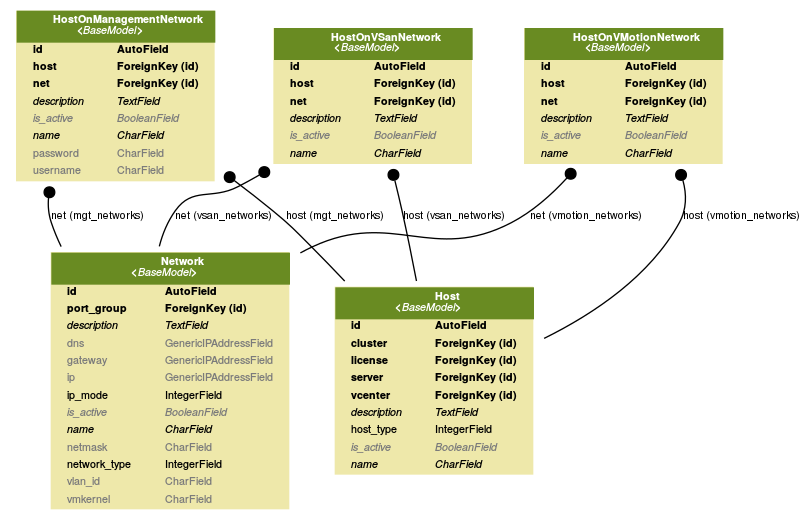 HostOnManagementNetwork
<BaseModel>
id AutoField
host ForeignKey (id)
net ForeignKey (id)
description TextField
is_active BooleanField
name CharField
password CharField
username CharField
HostOnVSanNetwork
<BaseModel>
id AutoField
host ForeignKey (id)
net ForeignKey (id)
description TextField
is_active BooleanField
name CharField
HostOnVMotionNetwork
<BaseModel>
id AutoField
host ForeignKey (id)
net ForeignKey (id)
description TextField
is_active BooleanField
name CharField
net (mgt_networks)
net (vsan_networks)
host (mgt_networks)
host (vsan_networks)
net (vmotion_networks)
host (vmotion_networks)
Network
<BaseModel>
id AutoField
port_group ForeignKey (id)
description TextField
dns GenericIPAddressField
gateway GenericIPAddressField
ip GenericIPAddressField
ip_mode IntegerField
is_active BooleanField
name CharField
netmask CharField
network_type IntegerField
vlan_id CharField
vmkernel CharField
Host
<BaseModel>
id AutoField
cluster ForeignKey (id)
license ForeignKey (id)
server ForeignKey (id)
vcenter ForeignKey (id)
description TextField
host_type IntegerField
is_active BooleanField
name CharField